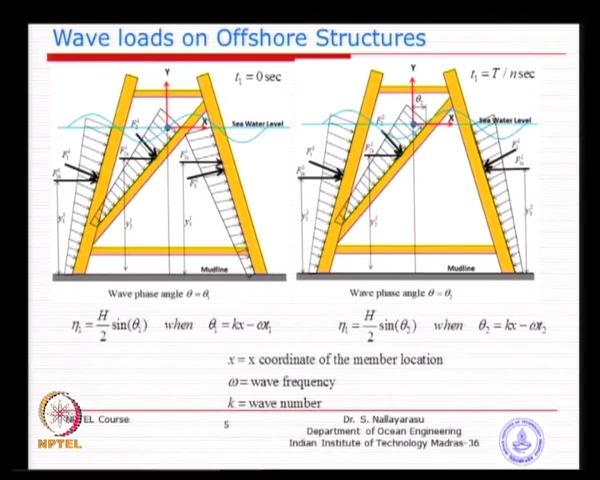 Wave loads on Offshore Structures
t₁ = 0 sec
Y
X
Sea Water Level
Mudline
Wave phase angle θ = θ₁
η₁ = H/2 sin(θ₁) when θ₁ = kx − ωt₁
t₁ = T / n sec
Y
X
Sea Water Level
Mudline
Wave phase angle θ = θ₂
η₁ = H/2 sin(θ₂) when θ₂ = kx − ωt₂
x = x coordinate of the member location
ω = wave frequency
k = wave number
NPTEL Course
NPTEL
5
Dr. S. Nallayarasu
Department of Ocean Engineering
Indian Institute of Technology Madras-36